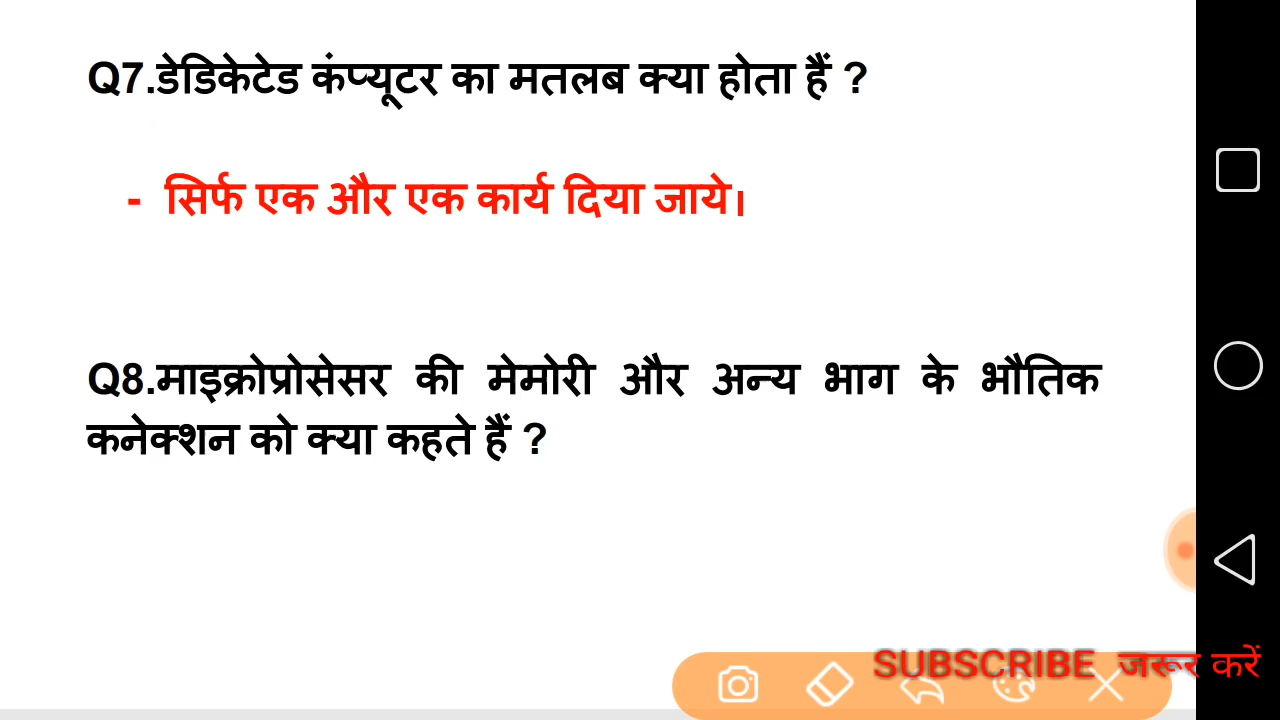 Q7.डेडिकेटेड कंप्यूटर का मतलब क्या होता हैं ?
- सिर्फ एक और एक कार्य दिया जाये।
Q8.माइक्रोप्रोसेसर की मेमोरी और अन्य भाग के भौतिक
कनेक्शन को क्या कहते हैं ?
SUBSCRIBE जरूर करें